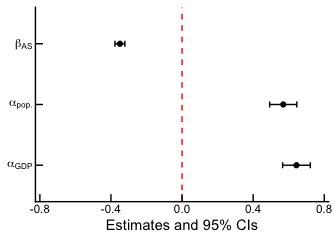 β_AS
α_pop.
α_GDP
-0.8 -0.4 0.0 0.4 0.8
Estimates and 95% CIs